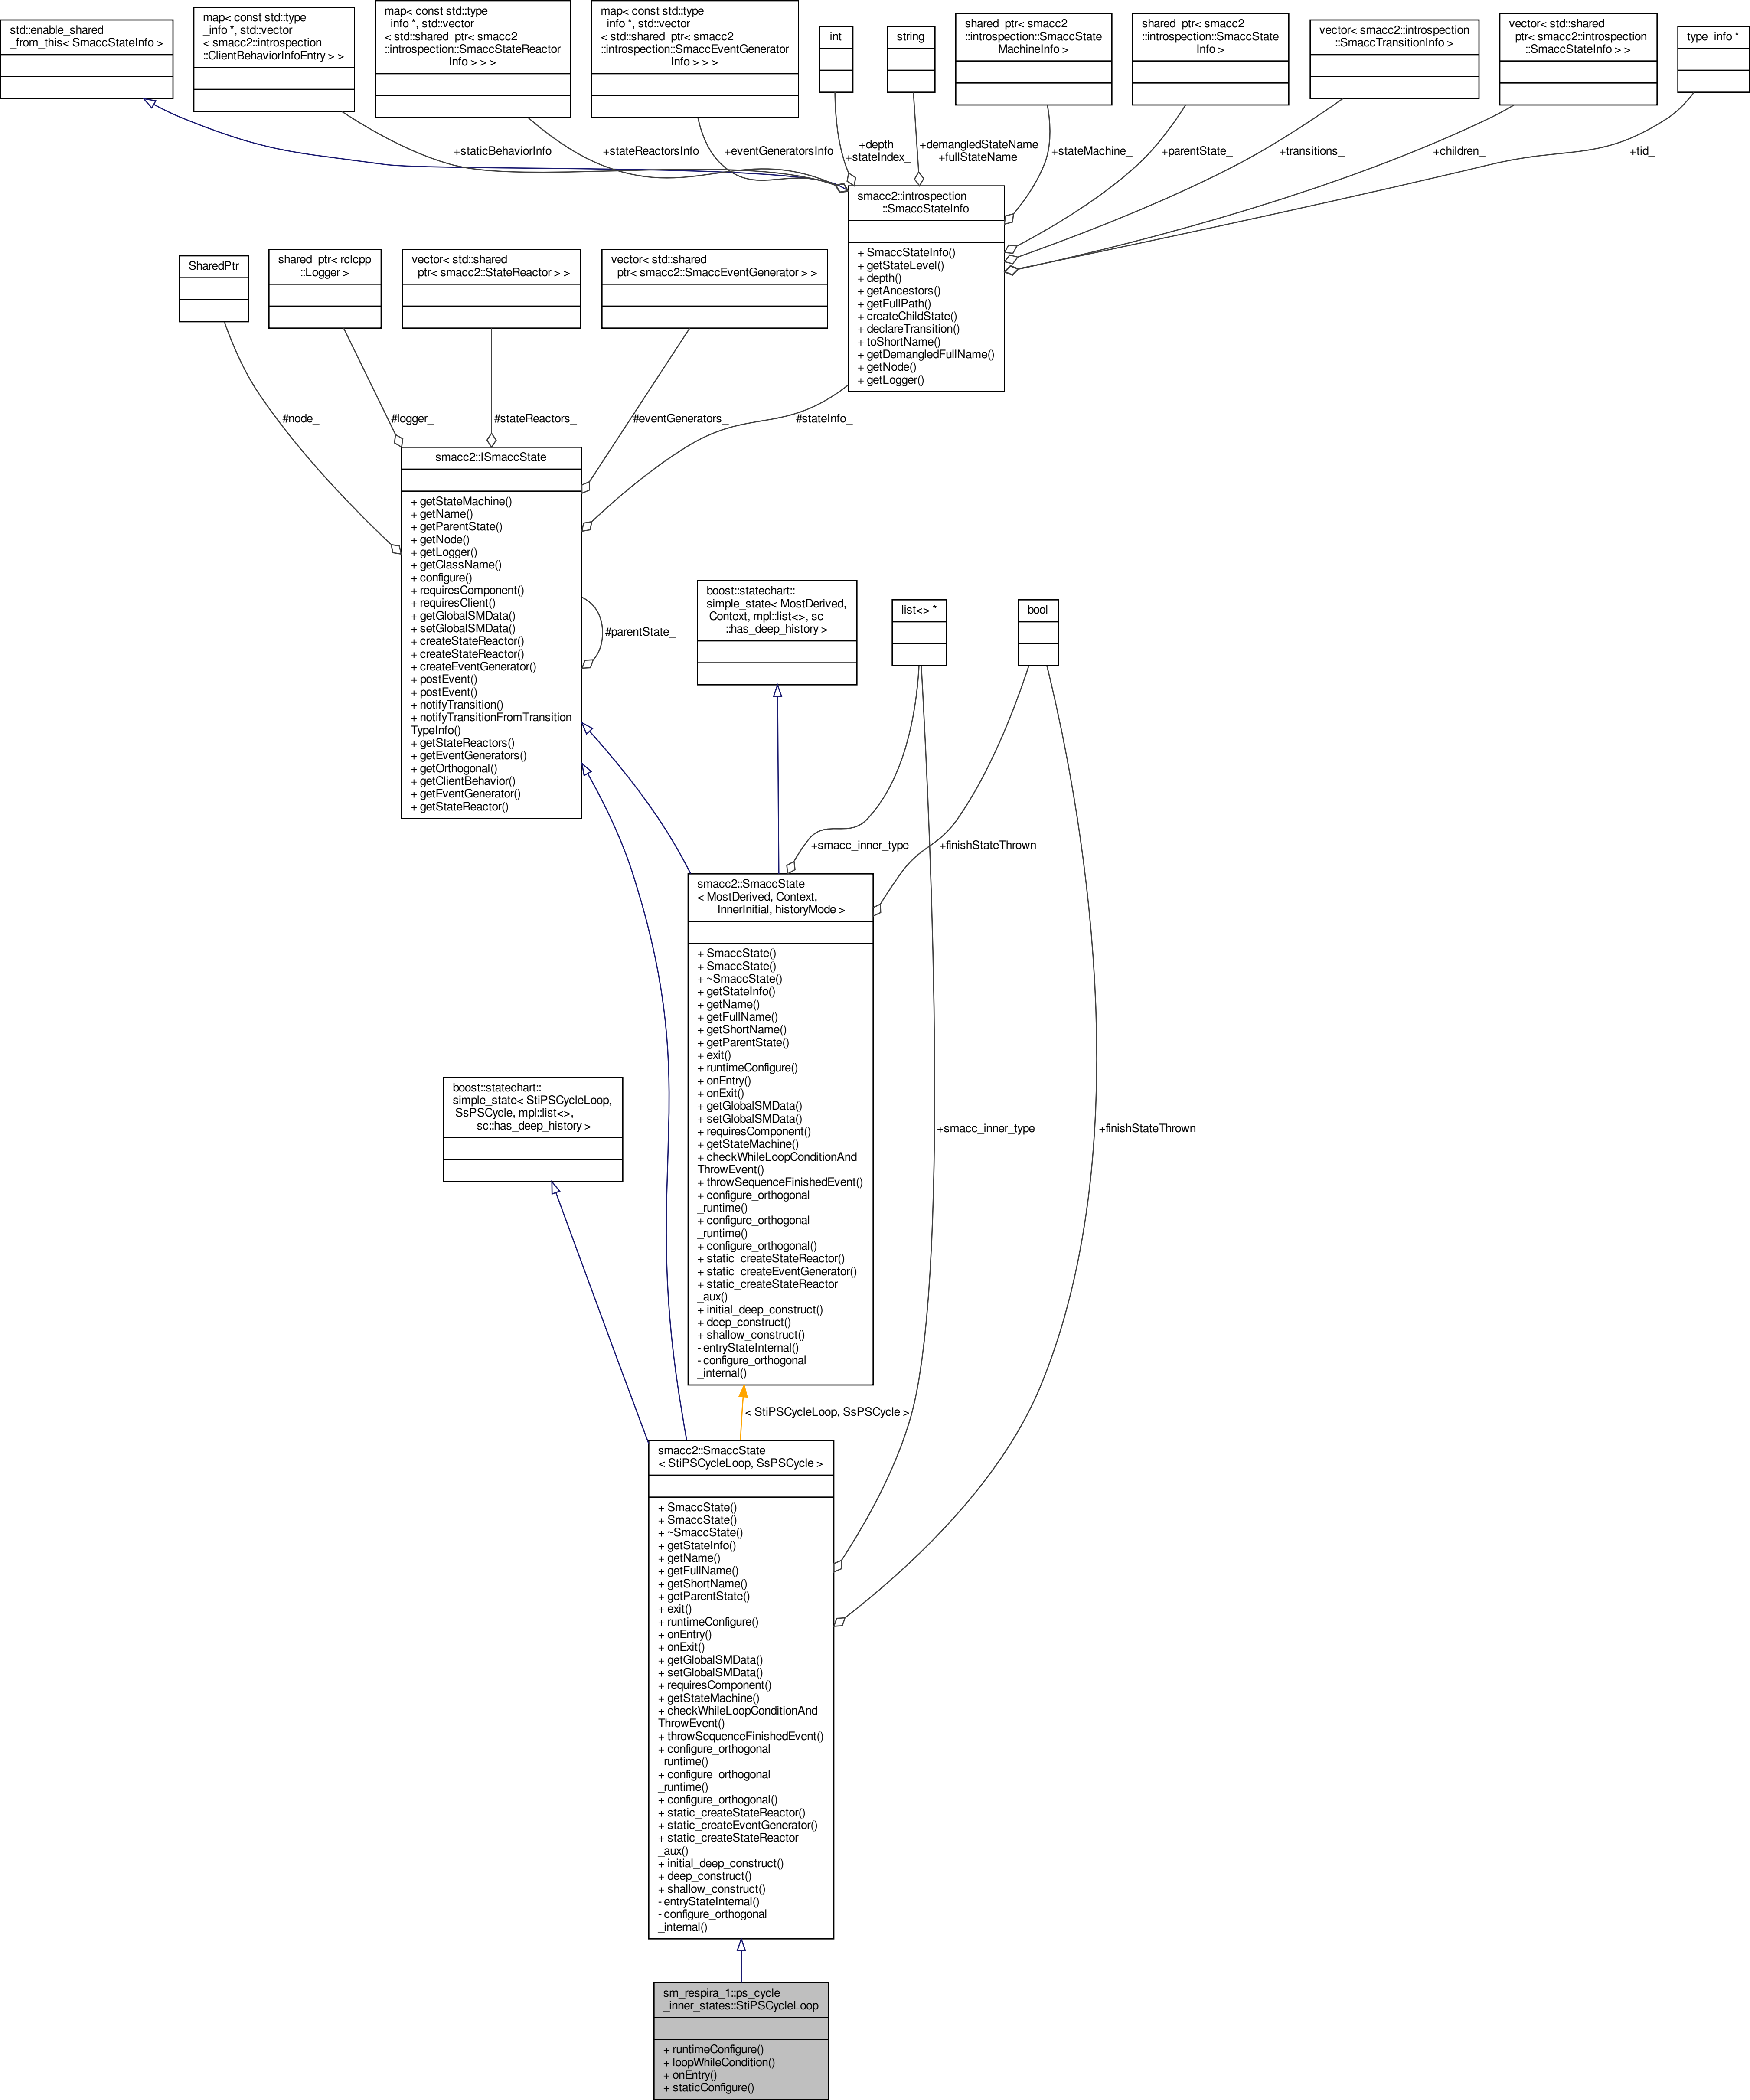 std::enable_shared
_from_this< SmaccStateInfo >
map< const std::type
_info *, std::vector
< smacc2::introspection
::ClientBehaviorInfoEntry > >
map< const std::type
_info *, std::vector
< std::shared_ptr< smacc2
::introspection::SmaccStateReactor
Info > > >
map< const std::type
_info *, std::vector
< std::shared_ptr< smacc2
::introspection::SmaccEventGenerator
Info > > >
int
string
shared_ptr< smacc2
::introspection::SmaccState
MachineInfo >
shared_ptr< smacc2
::introspection::SmaccState
Info >
vector< smacc2::introspection
::SmaccTransitionInfo >
vector< std::shared
_ptr< smacc2::introspection
::SmaccStateInfo > >
type_info *
+staticBehaviorInfo
+stateReactorsInfo
+eventGeneratorsInfo
+depth_
+stateIndex_
+demangledStateName
+fullStateName
+stateMachine_
+parentState_
+transitions_
+children_
+tid_
smacc2::introspection
::SmaccStateInfo
+ SmaccStateInfo()
+ getStateLevel()
+ depth()
+ getAncestors()
+ getFullPath()
+ createChildState()
+ declareTransition()
+ toShortName()
+ getDemangledFullName()
+ getNode()
+ getLogger()
SharedPtr
shared_ptr< rclcpp
::Logger >
vector< std::shared
_ptr< smacc2::StateReactor > >
vector< std::shared
_ptr< smacc2::SmaccEventGenerator > >
#node_
#logger_
#stateReactors_
#eventGenerators_
#stateInfo_
smacc2::ISmaccState
+ getStateMachine()
+ getName()
+ getParentState()
+ getNode()
+ getLogger()
+ getClassName()
+ configure()
+ requiresComponent()
+ requiresClient()
+ getGlobalSMData()
+ setGlobalSMData()
+ createStateReactor()
+ createStateReactor()
+ createEventGenerator()
+ postEvent()
+ postEvent()
+ notifyTransition()
+ notifyTransitionFromTransition
TypeInfo()
+ getStateReactors()
+ getEventGenerators()
+ getOrthogonal()
+ getClientBehavior()
+ getEventGenerator()
+ getStateReactor()
#parentState_
boost::statechart::
simple_state< MostDerived,
Context, mpl::list<>, sc
::has_deep_history >
list<> *
bool
+smacc_inner_type
+finishStateThrown
smacc2::SmaccState
< MostDerived, Context,
InnerInitial, historyMode >
+ SmaccState()
+ SmaccState()
+ ~SmaccState()
+ getStateInfo()
+ getName()
+ getFullName()
+ getShortName()
+ getParentState()
+ exit()
+ runtimeConfigure()
+ onEntry()
+ onExit()
+ getGlobalSMData()
+ setGlobalSMData()
+ requiresComponent()
+ getStateMachine()
+ checkWhileLoopConditionAnd
ThrowEvent()
+ throwSequenceFinishedEvent()
+ configure_orthogonal
_runtime()
+ configure_orthogonal
_runtime()
+ configure_orthogonal()
+ static_createStateReactor()
+ static_createEventGenerator()
+ static_createStateReactor
_aux()
+ initial_deep_construct()
+ deep_construct()
+ shallow_construct()
- entryStateInternal()
- configure_orthogonal
_internal()
boost::statechart::
simple_state< StiPSCycleLoop,
SsPSCycle, mpl::list<>,
sc::has_deep_history >
+smacc_inner_type
+finishStateThrown
< StiPSCycleLoop, SsPSCycle >
smacc2::SmaccState
< StiPSCycleLoop, SsPSCycle >
+ SmaccState()
+ SmaccState()
+ ~SmaccState()
+ getStateInfo()
+ getName()
+ getFullName()
+ getShortName()
+ getParentState()
+ exit()
+ runtimeConfigure()
+ onEntry()
+ onExit()
+ getGlobalSMData()
+ setGlobalSMData()
+ requiresComponent()
+ getStateMachine()
+ checkWhileLoopConditionAnd
ThrowEvent()
+ throwSequenceFinishedEvent()
+ configure_orthogonal
_runtime()
+ configure_orthogonal
_runtime()
+ configure_orthogonal()
+ static_createStateReactor()
+ static_createEventGenerator()
+ static_createStateReactor
_aux()
+ initial_deep_construct()
+ deep_construct()
+ shallow_construct()
- entryStateInternal()
- configure_orthogonal
_internal()
sm_respira_1::ps_cycle
_inner_states::StiPSCycleLoop
+ runtimeConfigure()
+ loopWhileCondition()
+ onEntry()
+ staticConfigure()